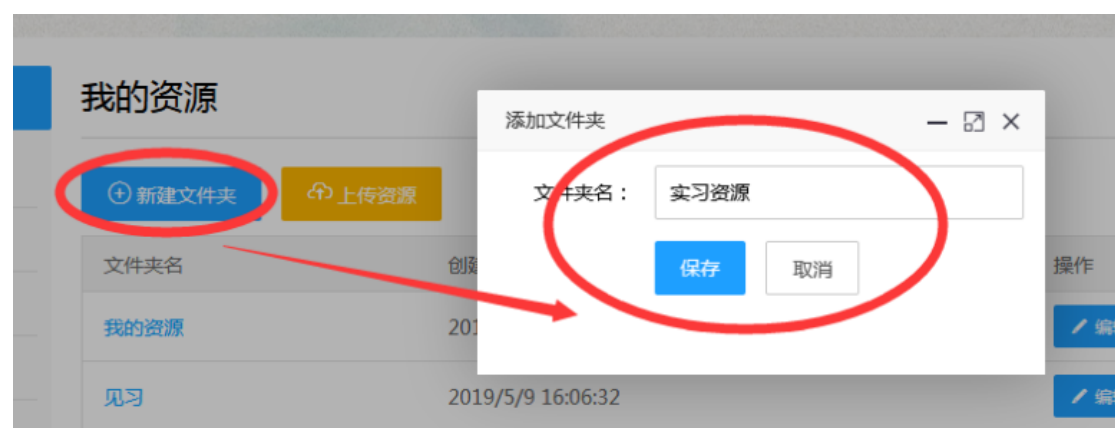 我的资源
添加文件夹
文件夹名： 实习资源
新建文件夹 上传资源
保存 取消
文件夹名 操作
我的资源
见习 2019/5/9 16:06:32